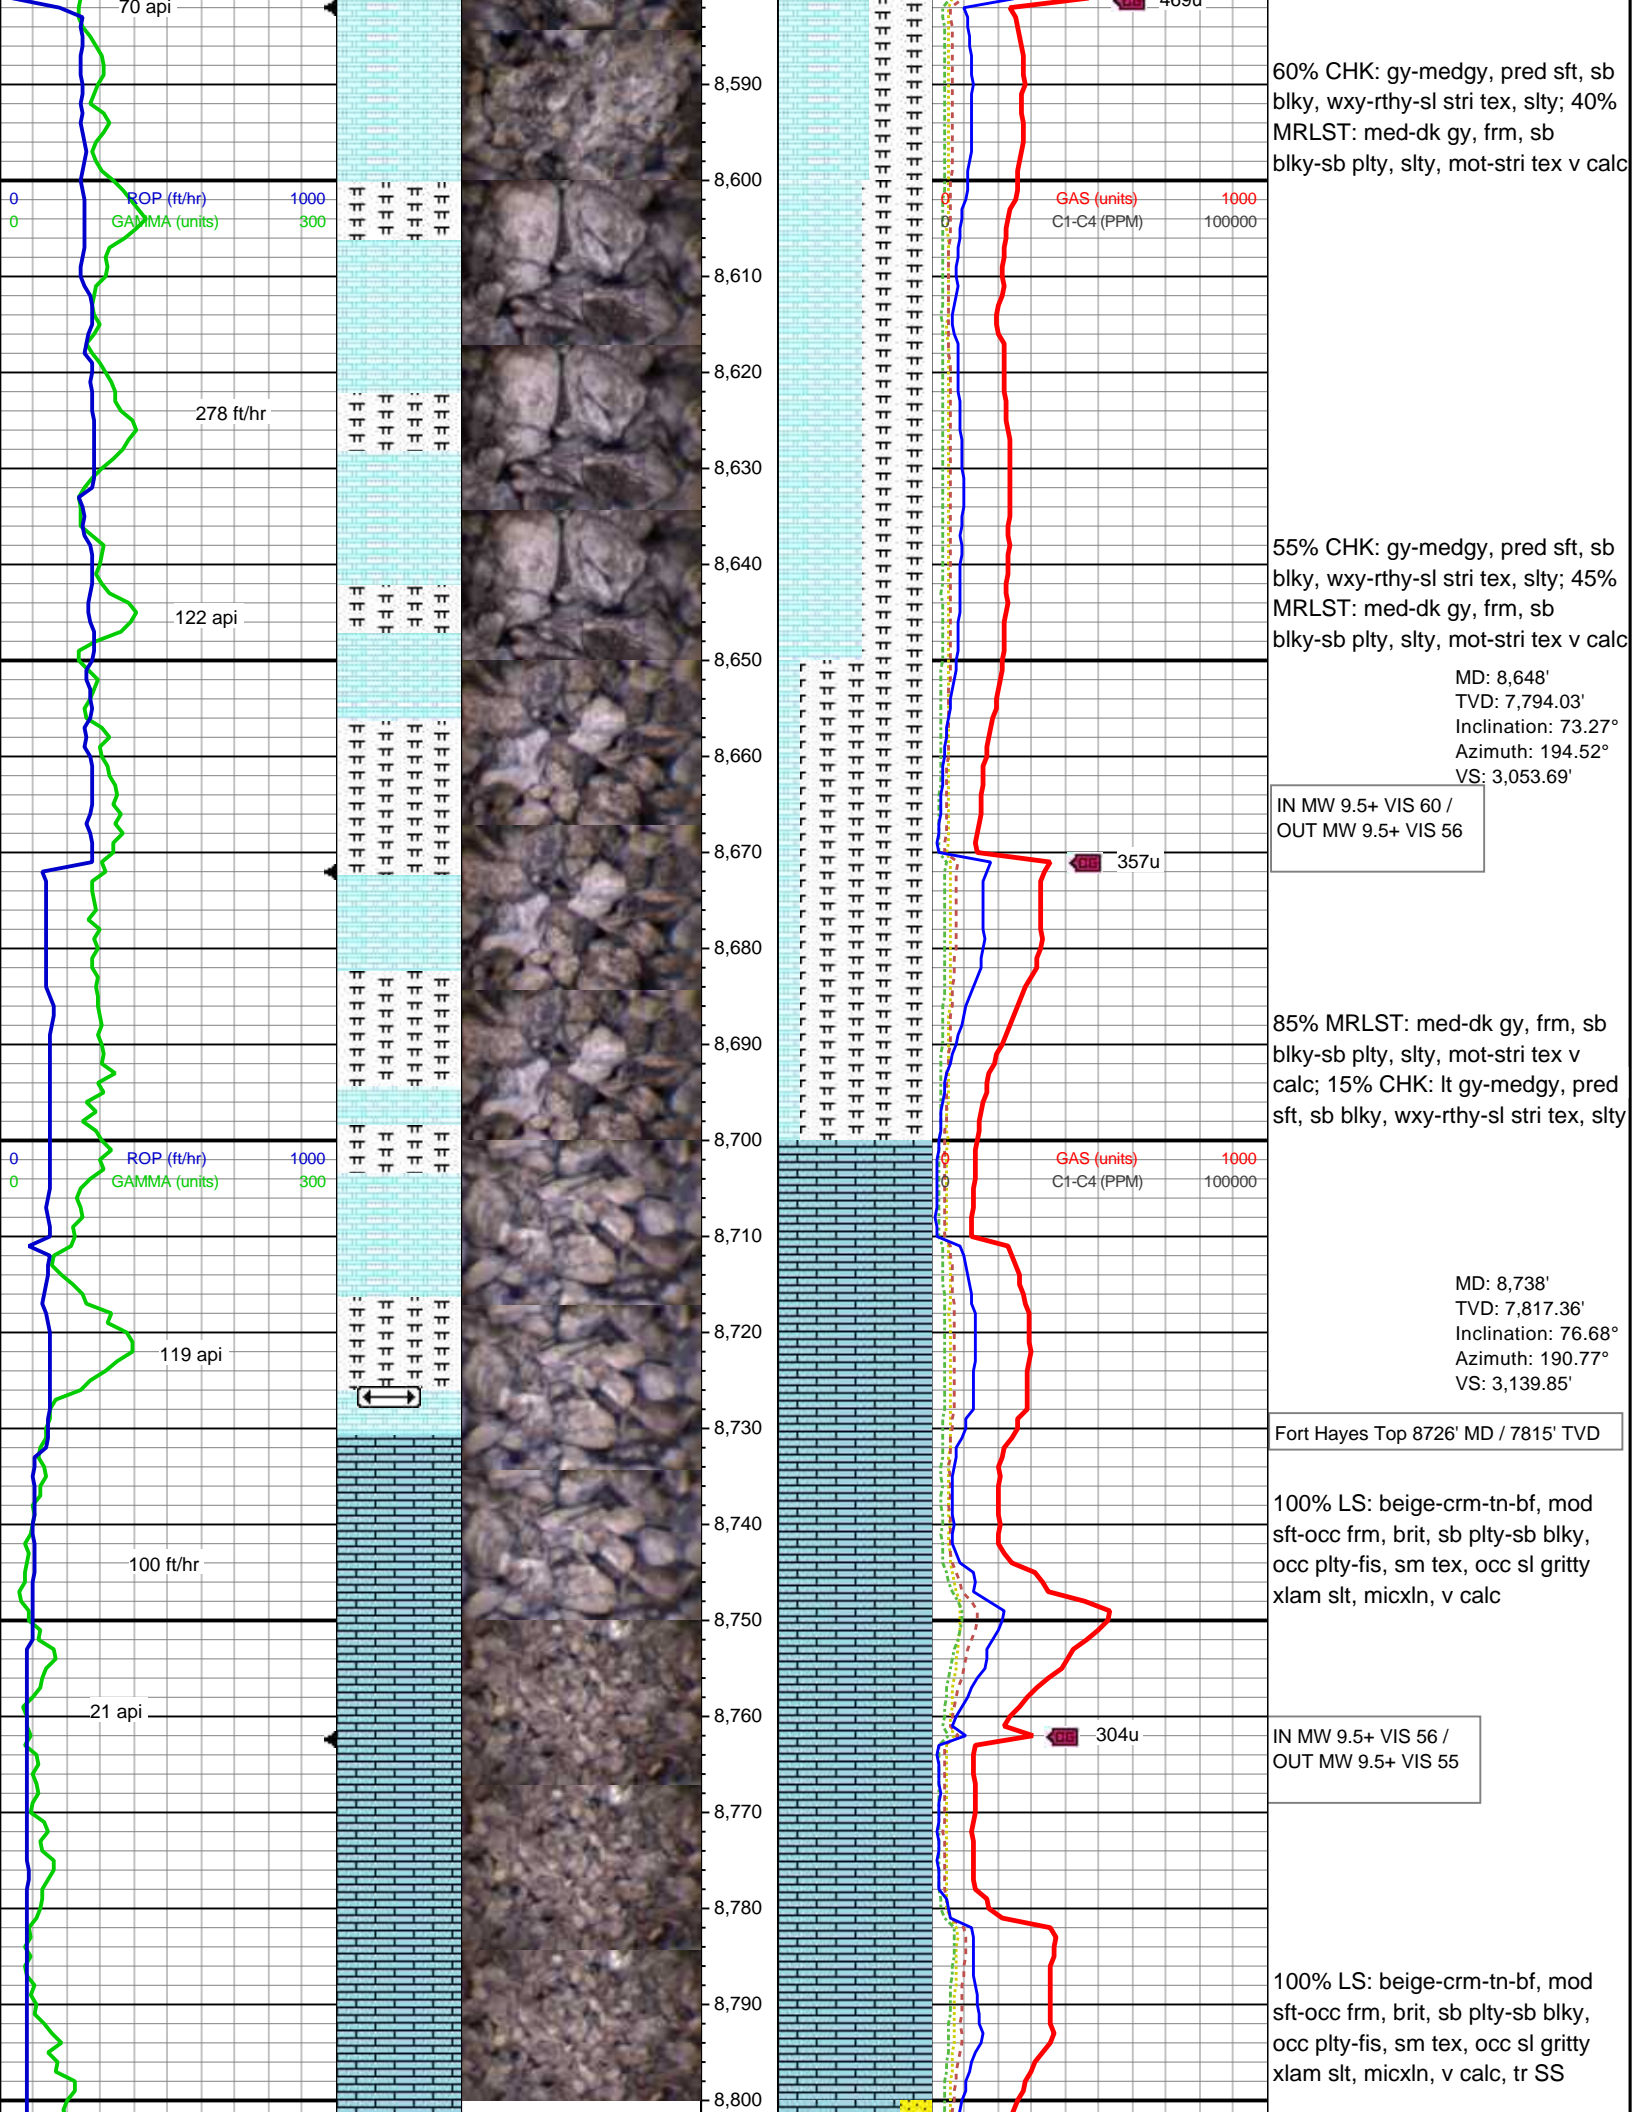 70 api
469u
8,590
60% CHK: gy-medgy, pred sft, sb
blky, wxy-rthy-sl stri tex, slty; 40%
MRLST: med-dk gy, frm, sb
blky-sb plty, slty, mot-stri tex v calc
8,600
0 ROP (ft/hr) 1000
0 GAMMA (units) 300
0 GAS (units) 1000
0 C1-C4 (PPM) 100000
8,610
8,620
278 ft/hr
8,630
8,640
55% CHK: gy-medgy, pred sft, sb
blky, wxy-rthy-sl stri tex, slty; 45%
MRLST: med-dk gy, frm, sb
blky-sb plty, slty, mot-stri tex v calc
122 api
8,650
MD: 8,648'
TVD: 7,794.03'
Inclination: 73.27°
Azimuth: 194.52°
VS: 3,053.69'
8,660
IN MW 9.5+ VIS 60 /
OUT MW 9.5+ VIS 56
8,670
CG 357u
8,680
8,690
85% MRLST: med-dk gy, frm, sb
blky-sb plty, slty, mot-stri tex v
calc; 15% CHK: lt gy-medgy, pred
sft, sb blky, wxy-rthy-sl stri tex, slty
8,700
0 ROP (ft/hr) 1000
0 GAMMA (units) 300
0 GAS (units) 1000
0 C1-C4 (PPM) 100000
8,710
8,720
119 api
MD: 8,738'
TVD: 7,817.36'
Inclination: 76.68°
Azimuth: 190.77°
VS: 3,139.85'
8,730
Fort Hayes Top 8726' MD / 7815' TVD
8,740
100% LS: beige-crm-tn-bf, mod
sft-occ frm, brit, sb plty-sb blky,
occ plty-fis, sm tex, occ sl gritty
xlam slt, micxln, v calc
100 ft/hr
8,750
21 api
8,760
CG 304u
IN MW 9.5+ VIS 56 /
OUT MW 9.5+ VIS 55
8,770
8,780
8,790
100% LS: beige-crm-tn-bf, mod
sft-occ frm, brit, sb plty-sb blky,
occ plty-fis, sm tex, occ sl gritty
xlam slt, micxln, v calc, tr SS
8,800